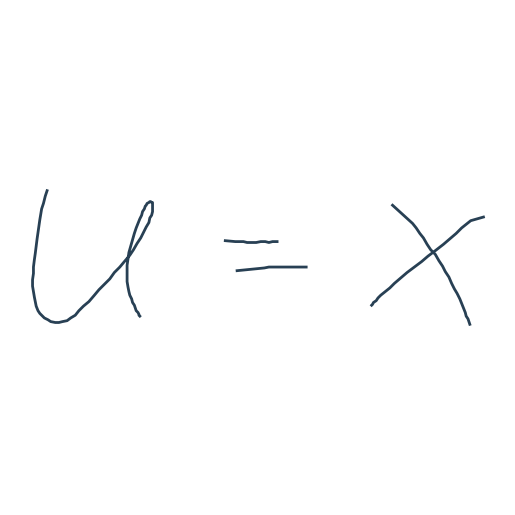 u = x